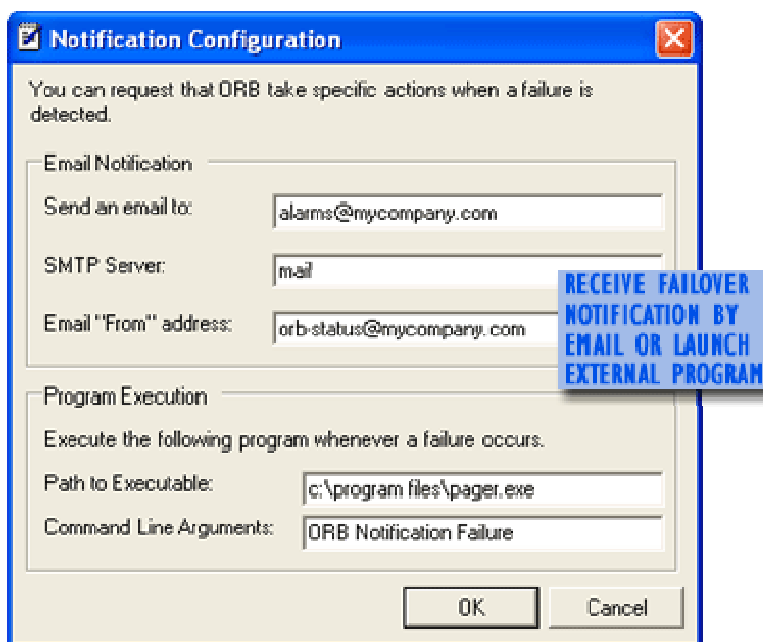 Notification Configuration
You can request that ORB take specific actions when a failure is
detected.
Email Notification
Send an email to:
alarms@mycompany.com
SMTP Server:
mail
Email "From" address:
orb-status@mycompany.com
RECEIVE FAILOVER
NOTIFICATION BY
EMAIL OR LAUNCH
EXTERNAL PROGRAM
Program Execution
Execute the following program whenever a failure occurs.
Path to Executable:
c:\program files\pager.exe
Command Line Arguments:
ORB Notification Failure
OK
Cancel